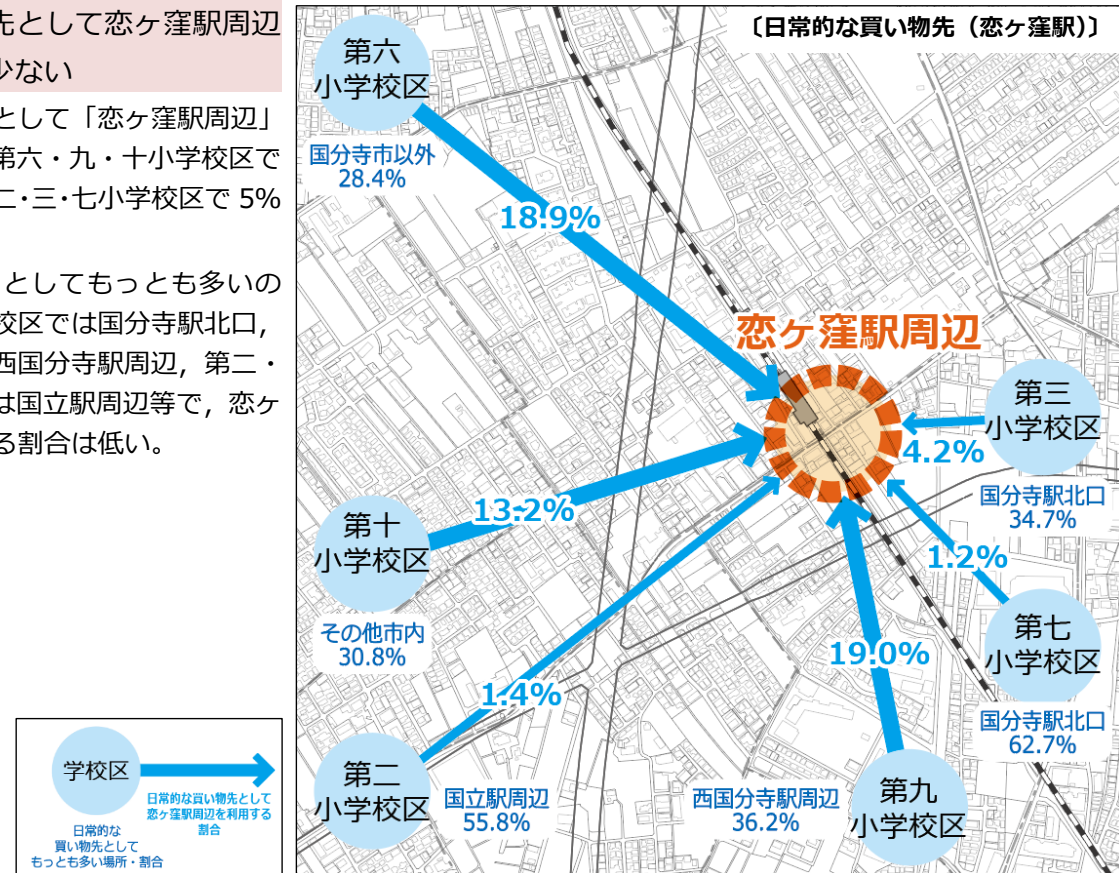 先として恋ヶ窪駅周辺
少ない
として「恋ヶ窪駅周辺」
第六・九・十小学校区で
二・三・七小学校区で 5%
としてもっとも多いの
校区では国分寺駅北口，
西国分寺駅周辺，第二・
は国立駅周辺等で，恋ヶ
る割合は低い。
〔日常的な買い物先（恋ヶ窪駅）〕
第六
小学校区
国分寺市以外
28.4%
18.9%
恋ヶ窪駅周辺
第三
小学校区
4.2%
国分寺駅北口
34.7%
第十
小学校区
13.2%
その他市内
30.8%
1.2%
第七
小学校区
国分寺駅北口
62.7%
19.0%
1.4%
第二
小学校区
国立駅周辺
55.8%
西国分寺駅周辺
36.2%
第九
小学校区
学校区
日常的な買い物先として
恋ヶ窪駅周辺を利用する
割合
日常的な
買い物先として
もっとも多い場所・割合